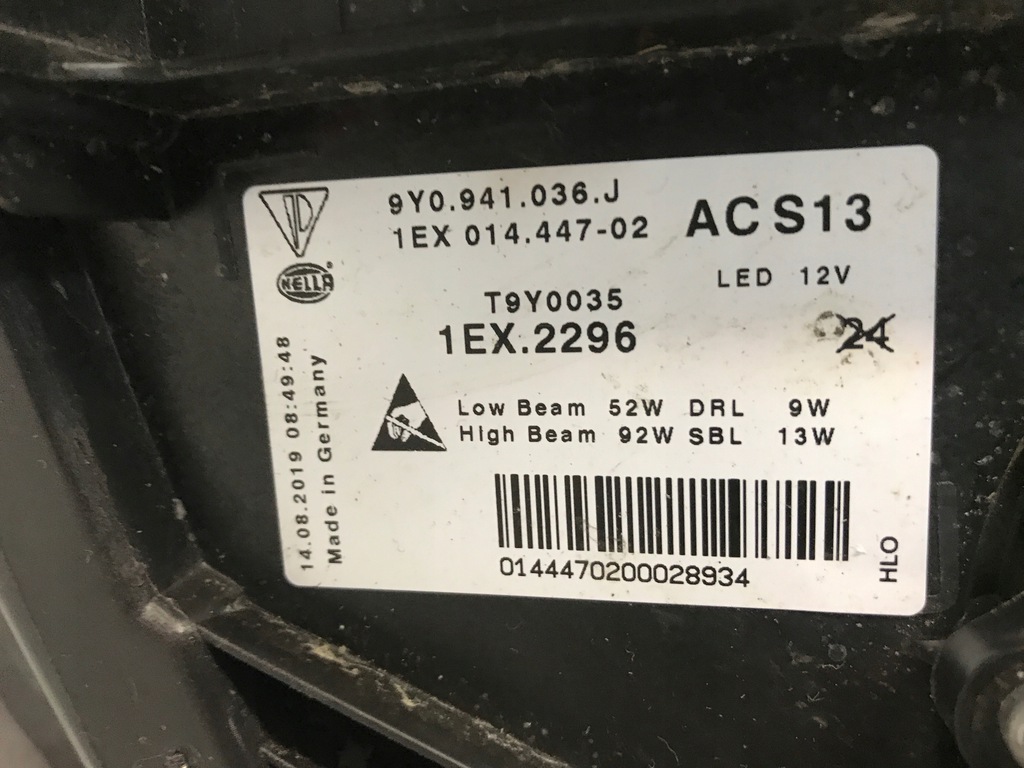 9Y0.941.036.J
1EX 014.447-02
ACS13
HELLA
LED 12V
T9Y0035
1EX.2296
24
Low Beam 52W DRL 9W
High Beam 92W SBL 13W
14.08.2019 08:49:48
Made in Germany
0144470200028934
HLO